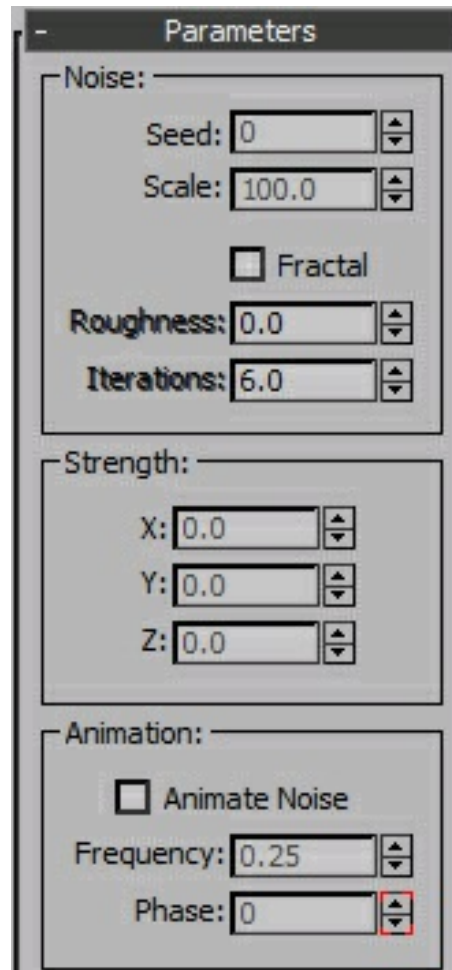 - Parameters
Noise:
Seed: 0
Scale: 100.0
Fractal
Roughness: 0.0
Iterations: 6.0
Strength:
X: 0.0
Y: 0.0
Z: 0.0
Animation:
Animate Noise
Frequency: 0.25
Phase: 0